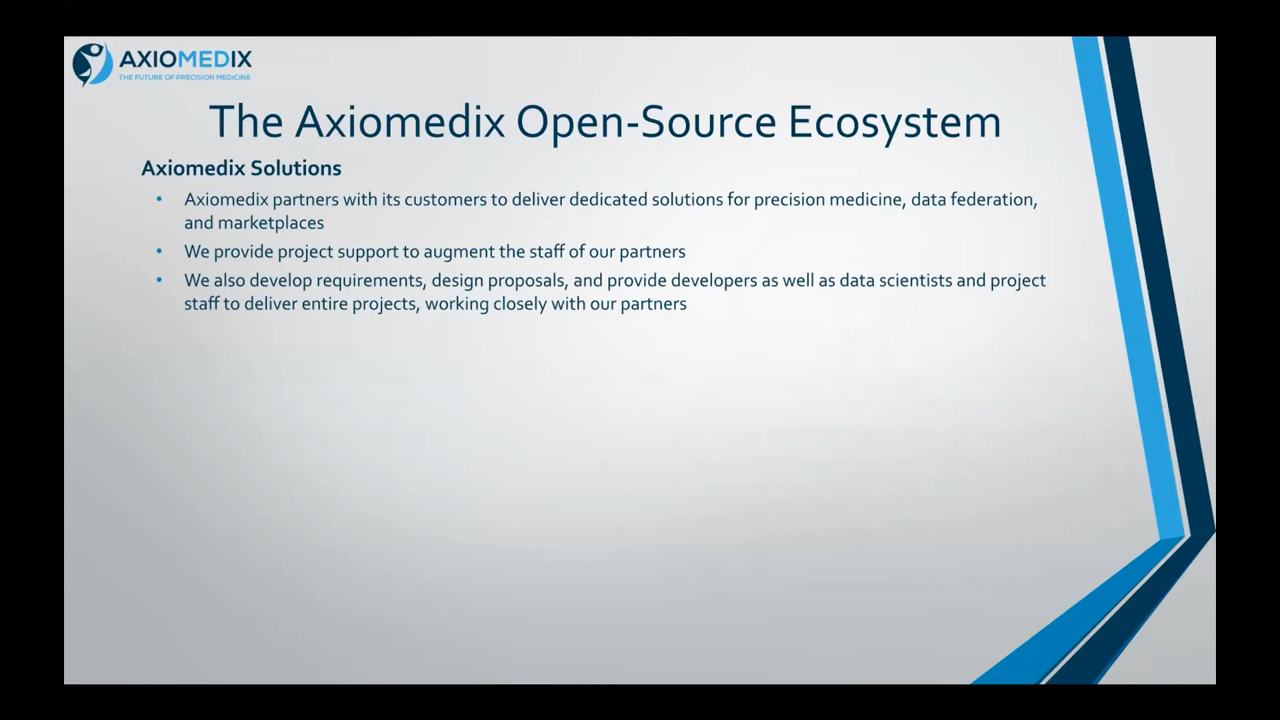 AXIOMEDIX
THE FUTURE OF PRECISION MEDICINE
The Axiomedix Open-Source Ecosystem
Axiomedix Solutions
• Axiomedix partners with its customers to deliver dedicated solutions for precision medicine, data federation,
and marketplaces
• We provide project support to augment the staff of our partners
• We also develop requirements, design proposals, and provide developers as well as data scientists and project
staff to deliver entire projects, working closely with our partners